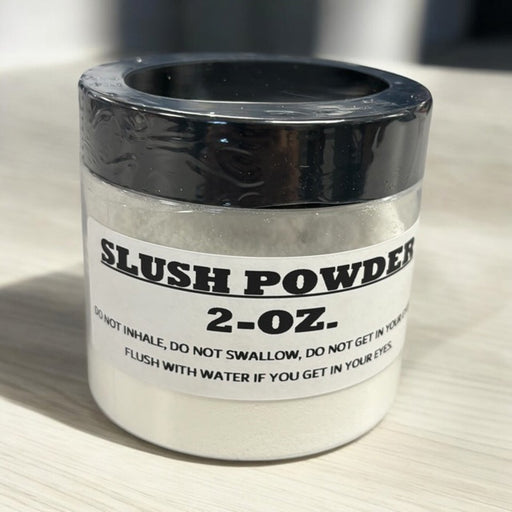 SLUSH POWDER
2-OZ.
DO NOT INHALE, DO NOT SWALLOW, DO NOT GET IN YOUR
FLUSH WITH WATER IF YOU GET IN YOUR EYES.